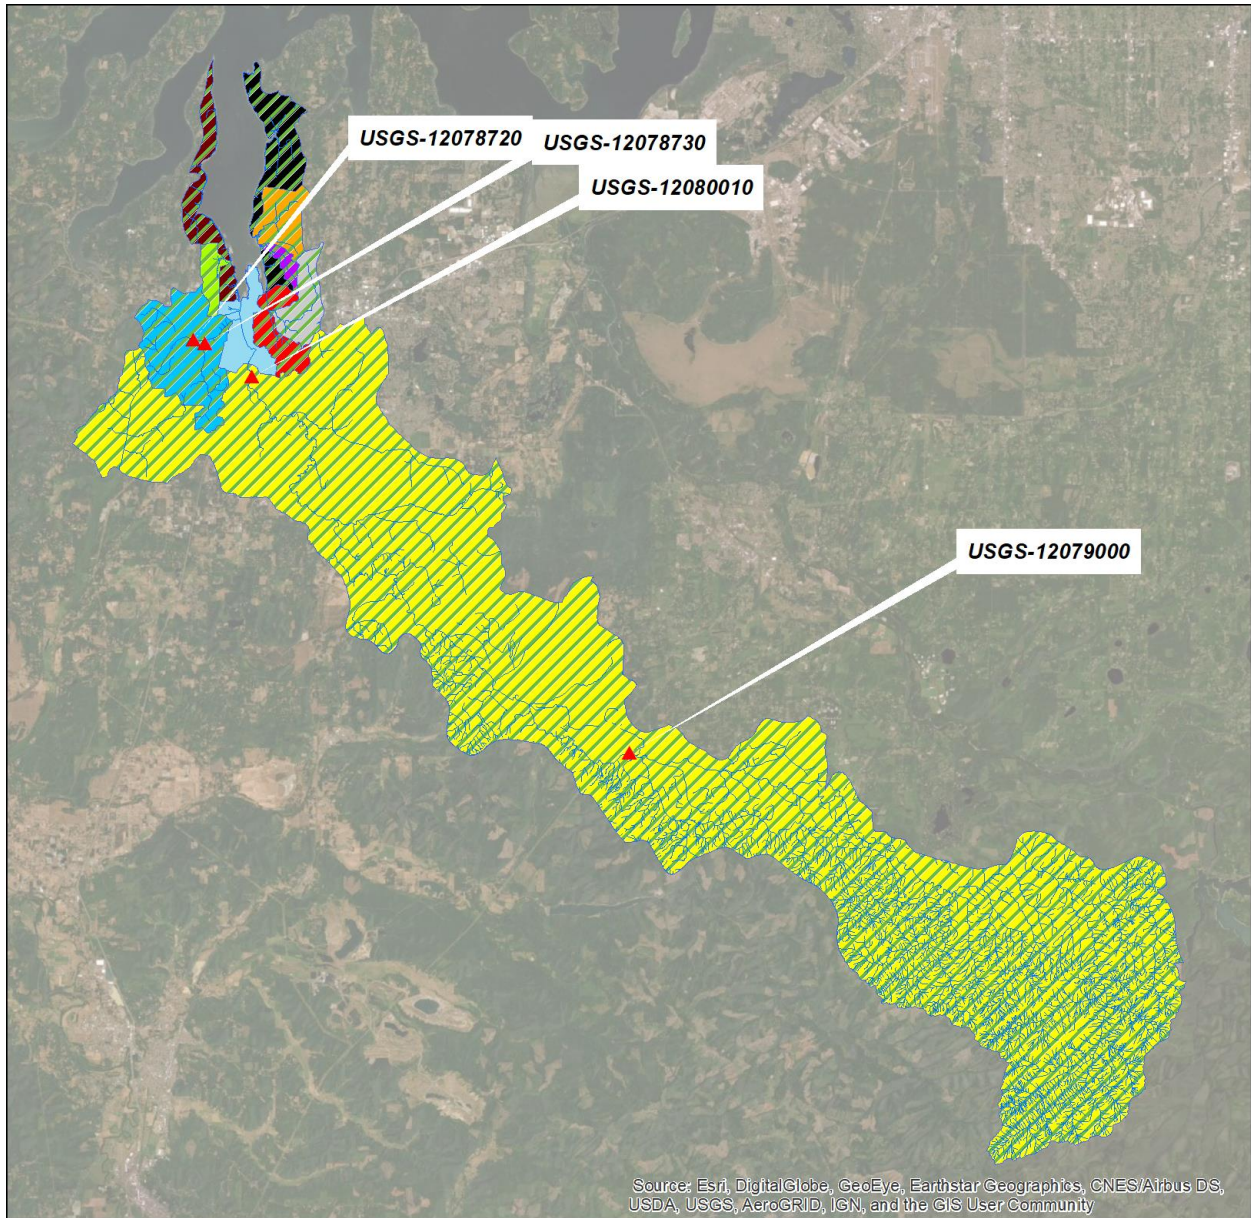 USGS-12078720
USGS-12078730
USGS-12080010
USGS-12079000
Source: Esri, DigitalGlobe, GeoEye, Earthstar Geographics, CNES/Airbus DS,
USDA, USGS, AeroGRID, IGN, and the GIS User Community